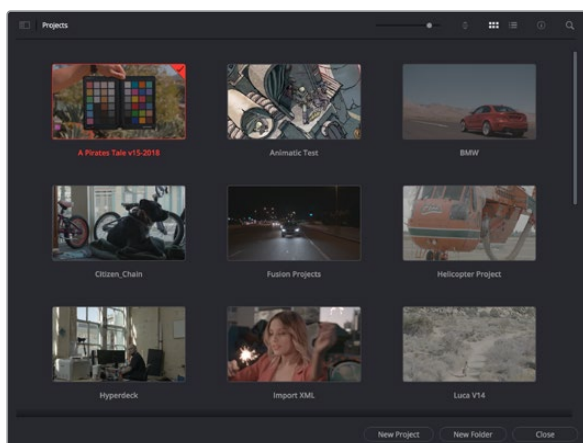 Projects
A Pirates Tale v15-2018
Animatic Test
BMW
Citizen_Chain
Fusion Projects
Helicopter Project
Hyperdeck
Import XML
Luca V14
New Project
New Folder
Close